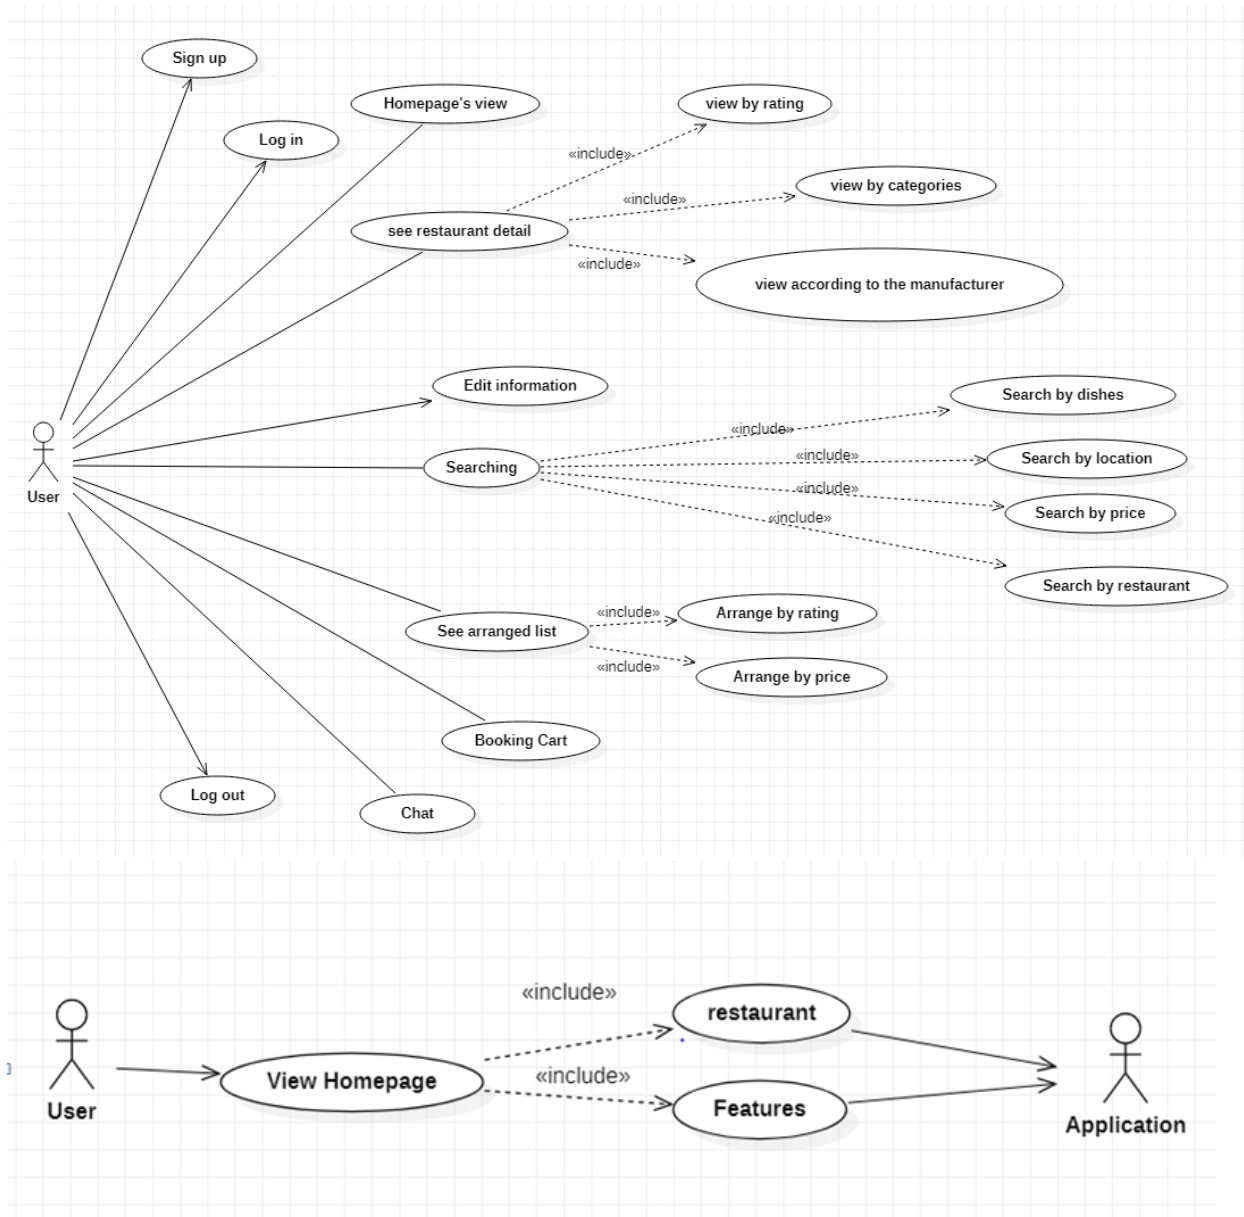 Sign up
Homepage's view
view by rating
Log in
«include»
view by categories
«include»
see restaurant detail
«include»
view according to the manufacturer
Edit information
Search by dishes
«include»
User
Searching
«include»
Search by location
«include»
Search by price
«include»
Search by restaurant
«include»
Arrange by rating
See arranged list
«include»
Arrange by price
Booking Cart
Log out
Chat
«include»
restaurant
«include»
View Homepage
Features
User
Application